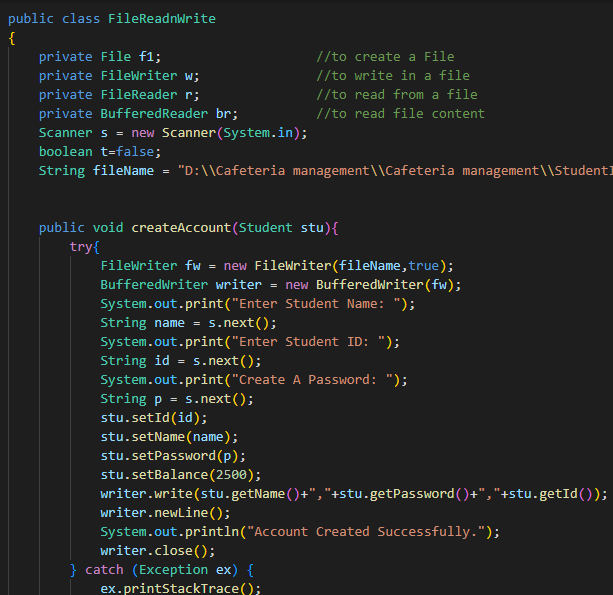 public class FileReadnWrite
{
    private File f1;                    //to create a File
    private FileWriter w;               //to write in a file
    private FileReader r;               //to read from a file
    private BufferedReader br;          //to read file content
    Scanner s = new Scanner(System.in);
    boolean t=false;
    String fileName = "D:\\Cafeteria management\\Cafeteria management\\StudentI
    public void createAccount(Student stu){
        try{
            FileWriter fw = new FileWriter(fileName,true);
            BufferedWriter writer = new BufferedWriter(fw);
            System.out.print("Enter Student Name: ");
            String name = s.next();
            System.out.print("Enter Student ID: ");
            String id = s.next();
            System.out.print("Create A Password: ");
            String p = s.next();
            stu.setId(id);
            stu.setName(name);
            stu.setPassword(p);
            stu.setBalance(2500);
            writer.write(stu.getName()+","+stu.getPassword()+","+stu.getId());
            writer.newLine();
            System.out.println("Account Created Successfully.");
            writer.close();
        } catch (Exception ex) {
            ex.printStackTrace();